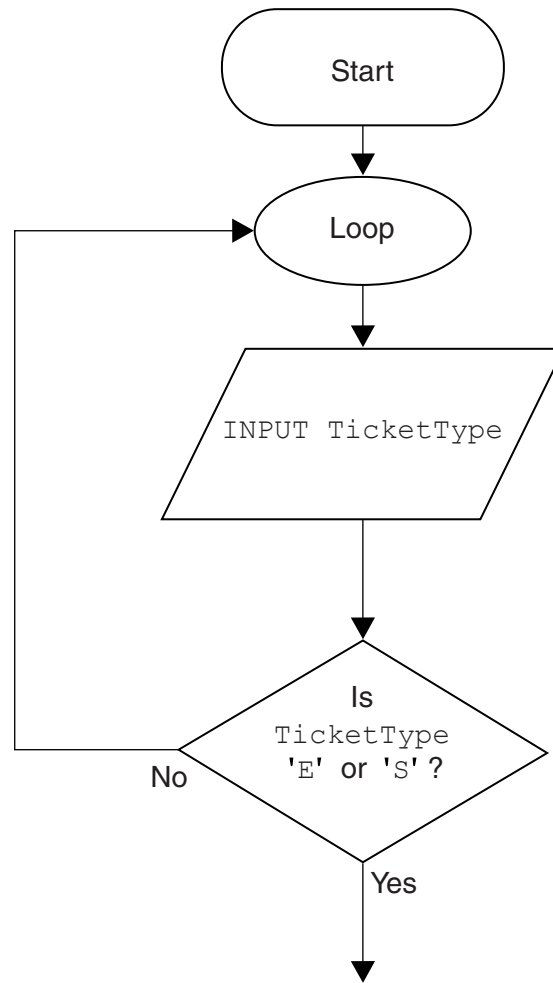 Start
Loop
INPUT TicketType
Is
TicketType
'E' or 'S' ?
No
Yes